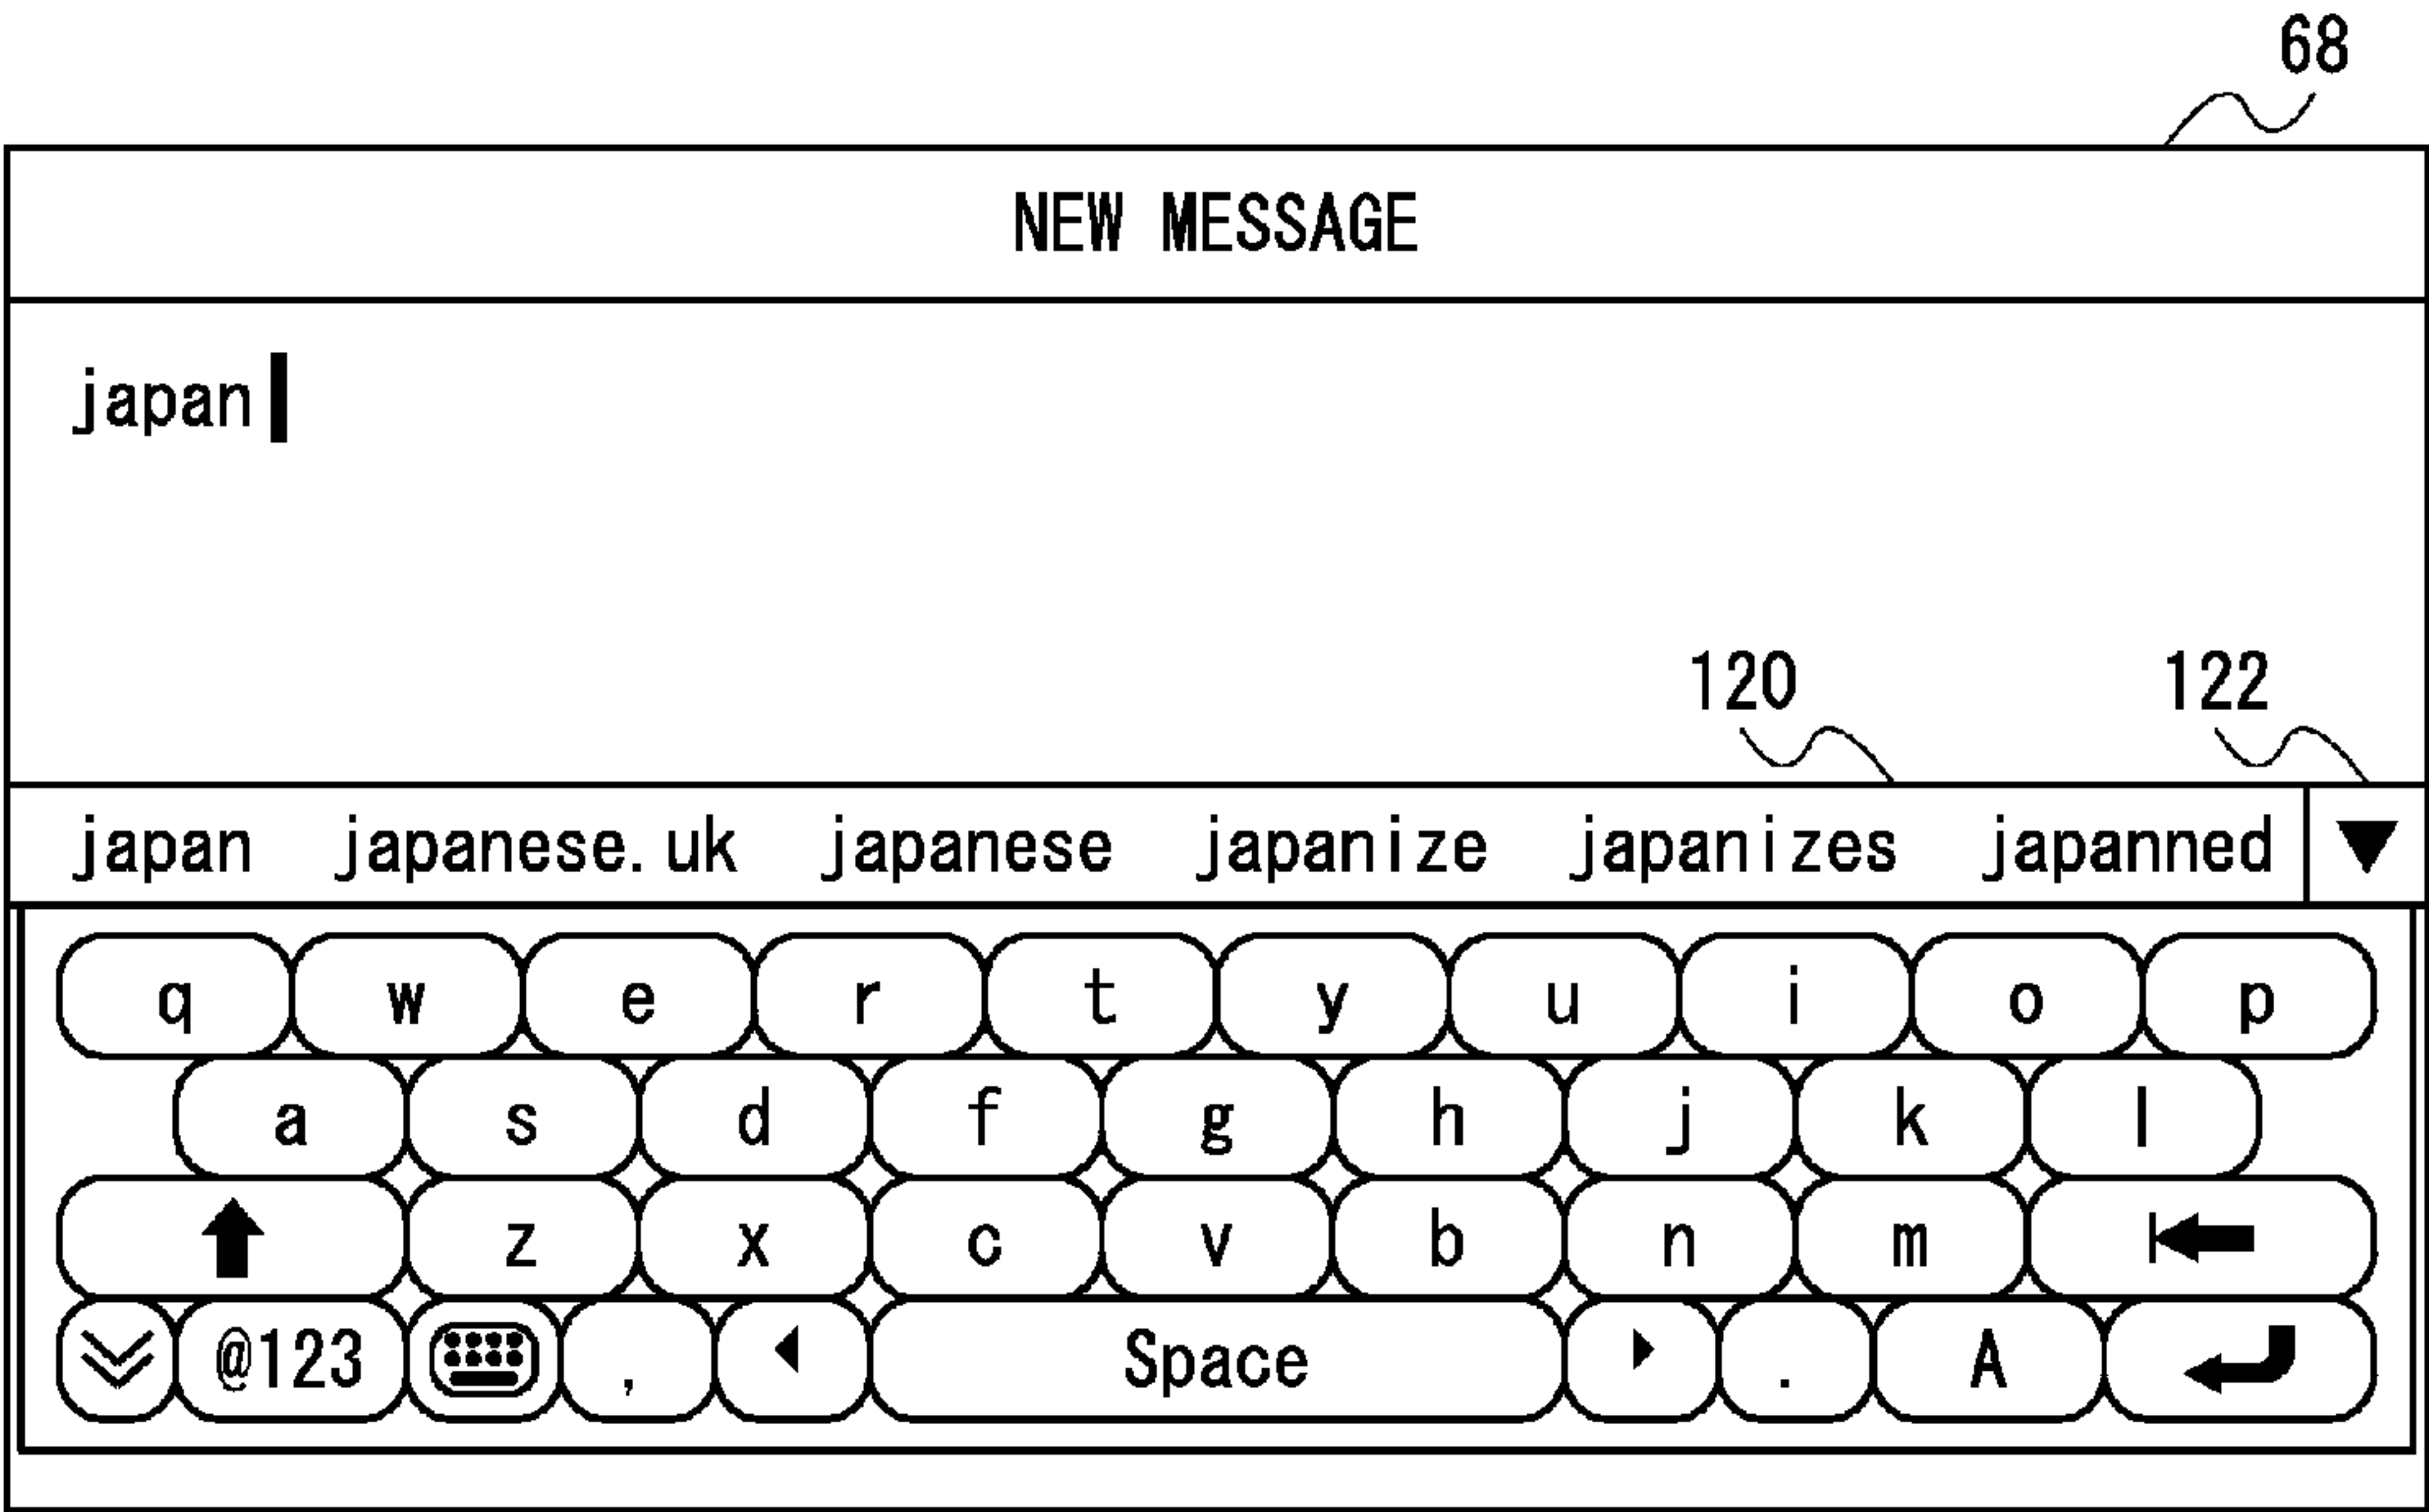 68
NEW MESSAGE
japan
120 122
japan japanese.uk japanese japanize japanizes japanned
q w e r t y u i o p
a s d f g h j k l
z x c v b n m
@123 , Space . A